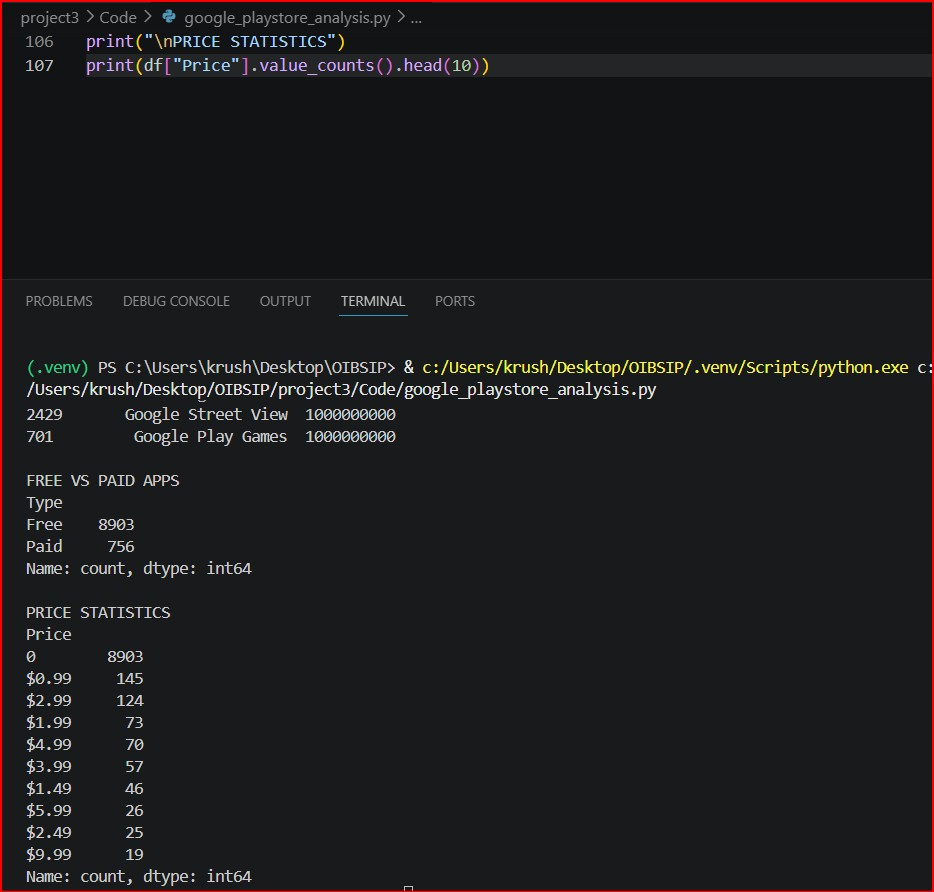 project3 > Code > google_playstore_analysis.py > ...
106 print("\nPRICE STATISTICS")
107 print(df["Price"].value_counts().head(10))
PROBLEMS DEBUG CONSOLE OUTPUT TERMINAL PORTS
(.venv) PS C:\Users\krush\Desktop\OIBSIP> & c:/Users/krush/Desktop/OIBSIP/.venv/Scripts/python.exe c:
/Users/krush/Desktop/OIBSIP/project3/Code/google_playstore_analysis.py
2429 Google Street View 1000000000
701 Google Play Games 1000000000
FREE VS PAID APPS
Type
Free 8903
Paid 756
Name: count, dtype: int64
PRICE STATISTICS
Price
0 8903
$0.99 145
$2.99 124
$1.99 73
$4.99 70
$3.99 57
$1.49 46
$5.99 26
$2.49 25
$9.99 19
Name: count, dtype: int64